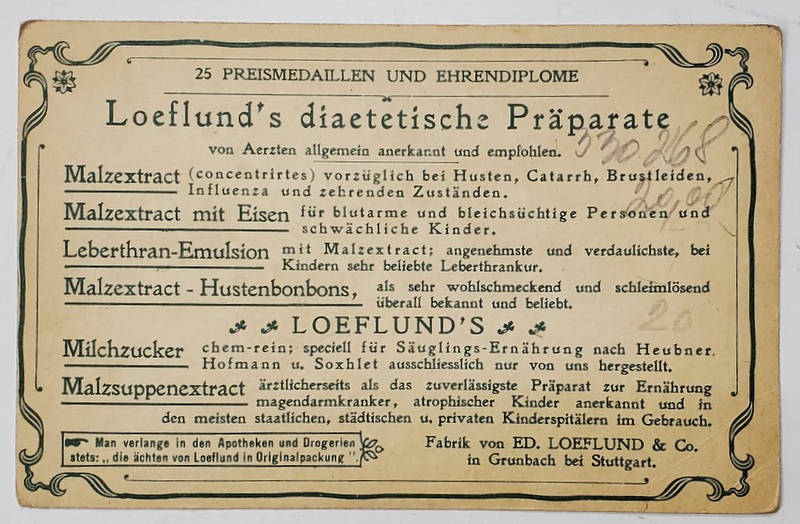 25 PREISMEDAILLEN UND EHRENDIPLOME
Loeflund's diaetetische Präparate
von Aerzten allgemein anerkannt und empfohlen.
330268
Malzextract (concentrirtes) vorzüglich bei Husten, Catarrh, Brustleiden,
Influenza und zehrenden Zuständen.
Malzextract mit Eisen für blutarme und bleichsüchtige Personen und
schwächliche Kinder.
Leberthran-Emulsion mit Malzextract; angenehmste und verdaulichste, bei
Kindern sehr beliebte Leberthrankur.
Malzextract - Hustenbonbons, als sehr wohlschmeckend und schleimlösend
überall bekannt und beliebt.
20
LOEFLUND'S
Milchzucker chem-rein; speciell für Säuglings-Ernährung nach Heubner,
Hofmann u. Soxhlet ausschliesslich nur von uns hergestellt.
Malzsuppenextract ärztlicherseits als das zuverlässigste Präparat zur Ernährung
magendarmkranker, atrophischer Kinder anerkannt und in
den meisten staatlichen, städtischen u. privaten Kinderspitälern im Gebrauch.
Man verlange in den Apotheken und Drogerien
stets: „die ächten von Loeflund in Originalpackung".
Fabrik von ED. LOEFLUND & Co.
in Grunbach bei Stuttgart.